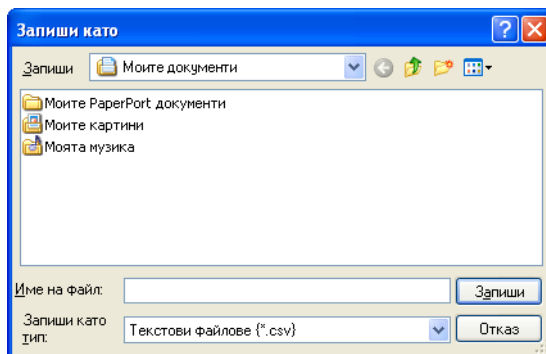 Запиши като
Запиши Моите документи
Моите PaperPort документи
Моите картини
Моята музика
Име на файл: Запиши
Запиши като тип: Текстови файлове {*.csv} Отказ